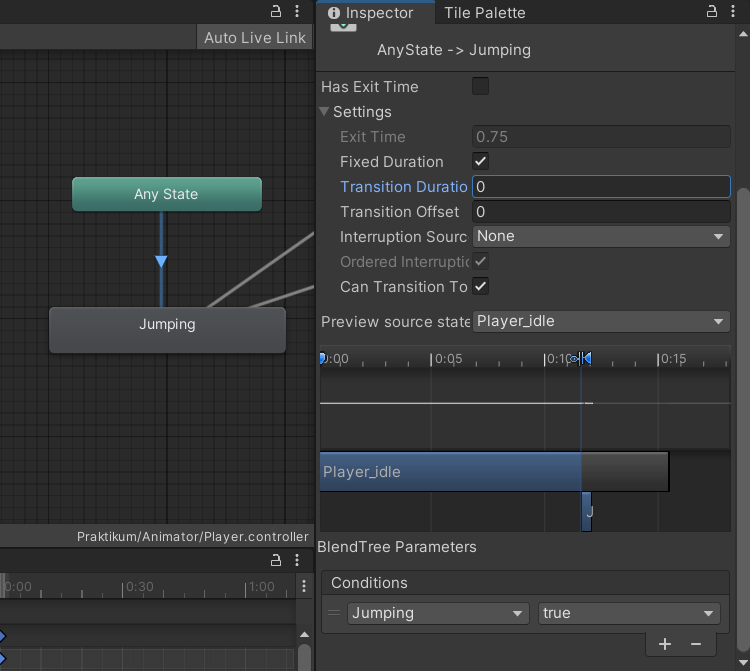 Inspector
Tile Palette
Auto Live Link
AnyState -> Jumping
Has Exit Time
Settings
Exit Time 0.75
Fixed Duration
Transition Duratio 0
Transition Offset 0
Interruption Sourc None
Ordered Interrupti
Can Transition To
Preview source state Player_idle
0:00 0:05 0:10 0:15
Player_idle
J
BlendTree Parameters
Conditions
Jumping true
+ −
Any State
Jumping
Praktikum/Animator/Player.controller
0:00 0:30 1:00